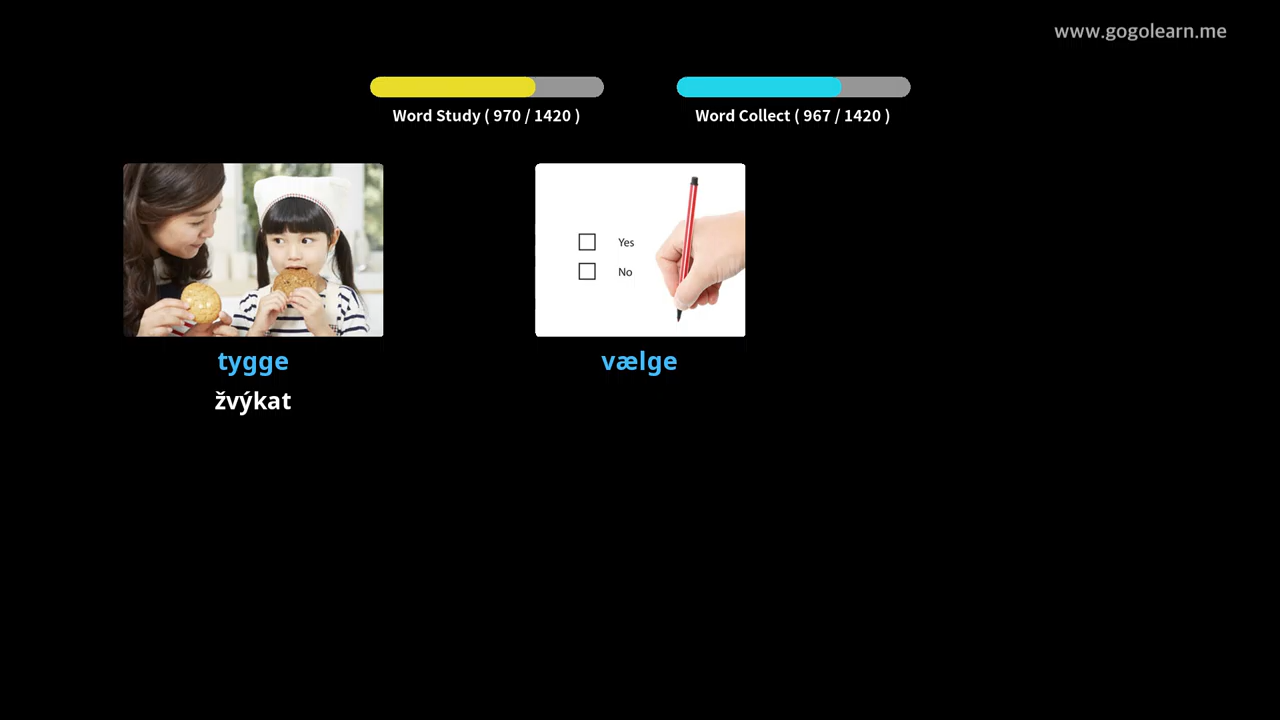 www.gogolearn.me
Word Study ( 970 / 1420 )
Word Collect ( 967 / 1420 )
Yes
No
tygge
vælge
žvýkat